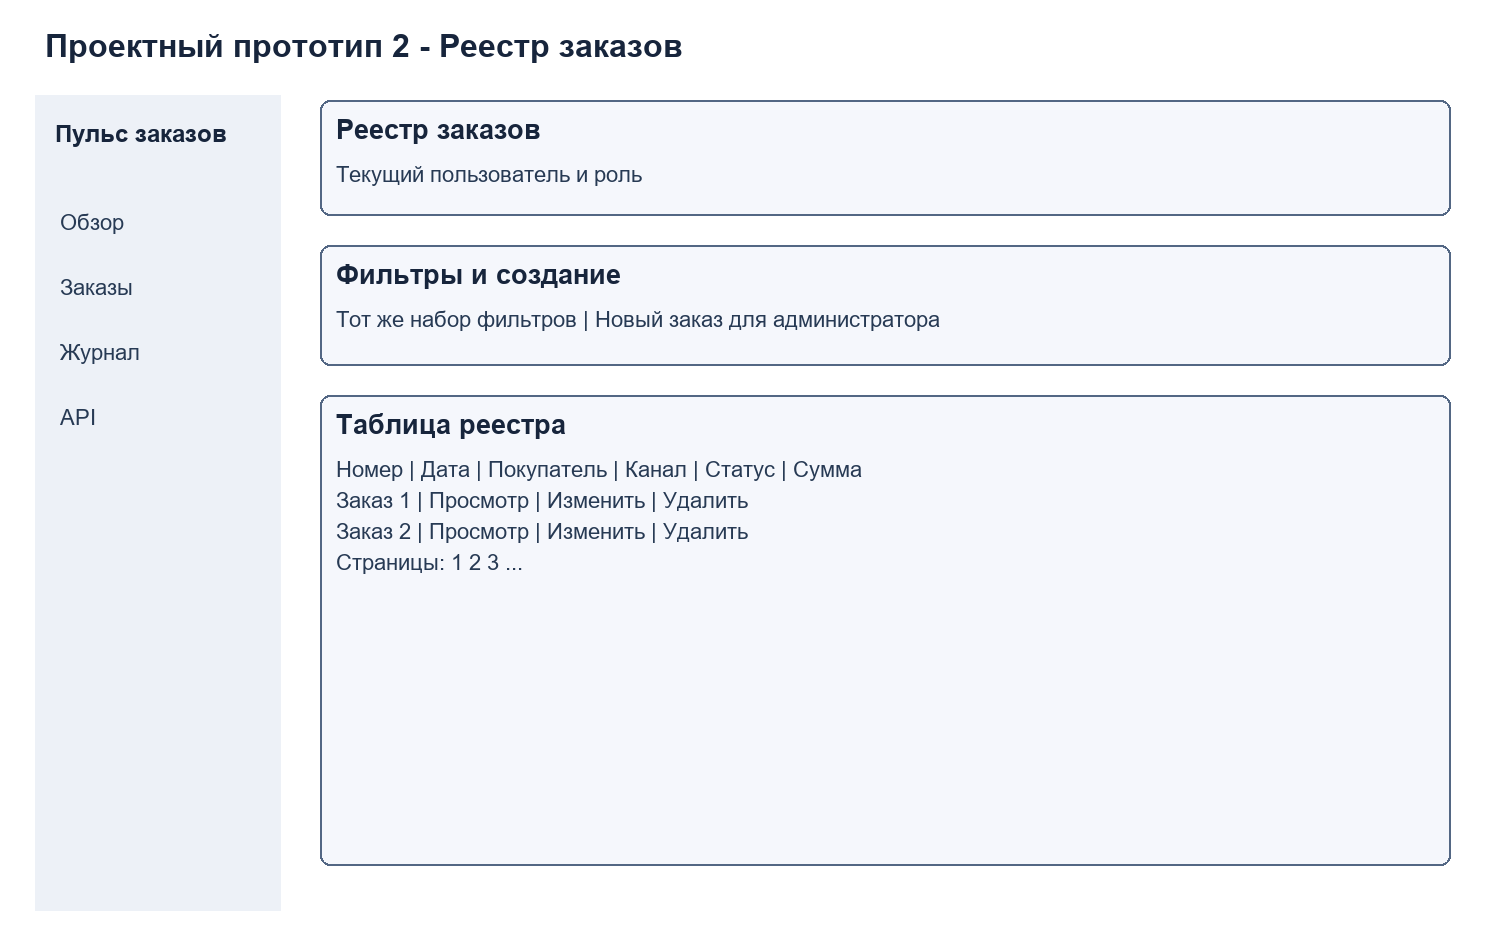 Проектный прототип 2 - Реестр заказов
Пульс заказов
Обзор
Заказы
Журнал
API
Реестр заказов
Текущий пользователь и роль
Фильтры и создание
Тот же набор фильтров | Новый заказ для администратора
Таблица реестра
Номер | Дата | Покупатель | Канал | Статус | Сумма
Заказ 1 | Просмотр | Изменить | Удалить
Заказ 2 | Просмотр | Изменить | Удалить
Страницы: 1 2 3 ...